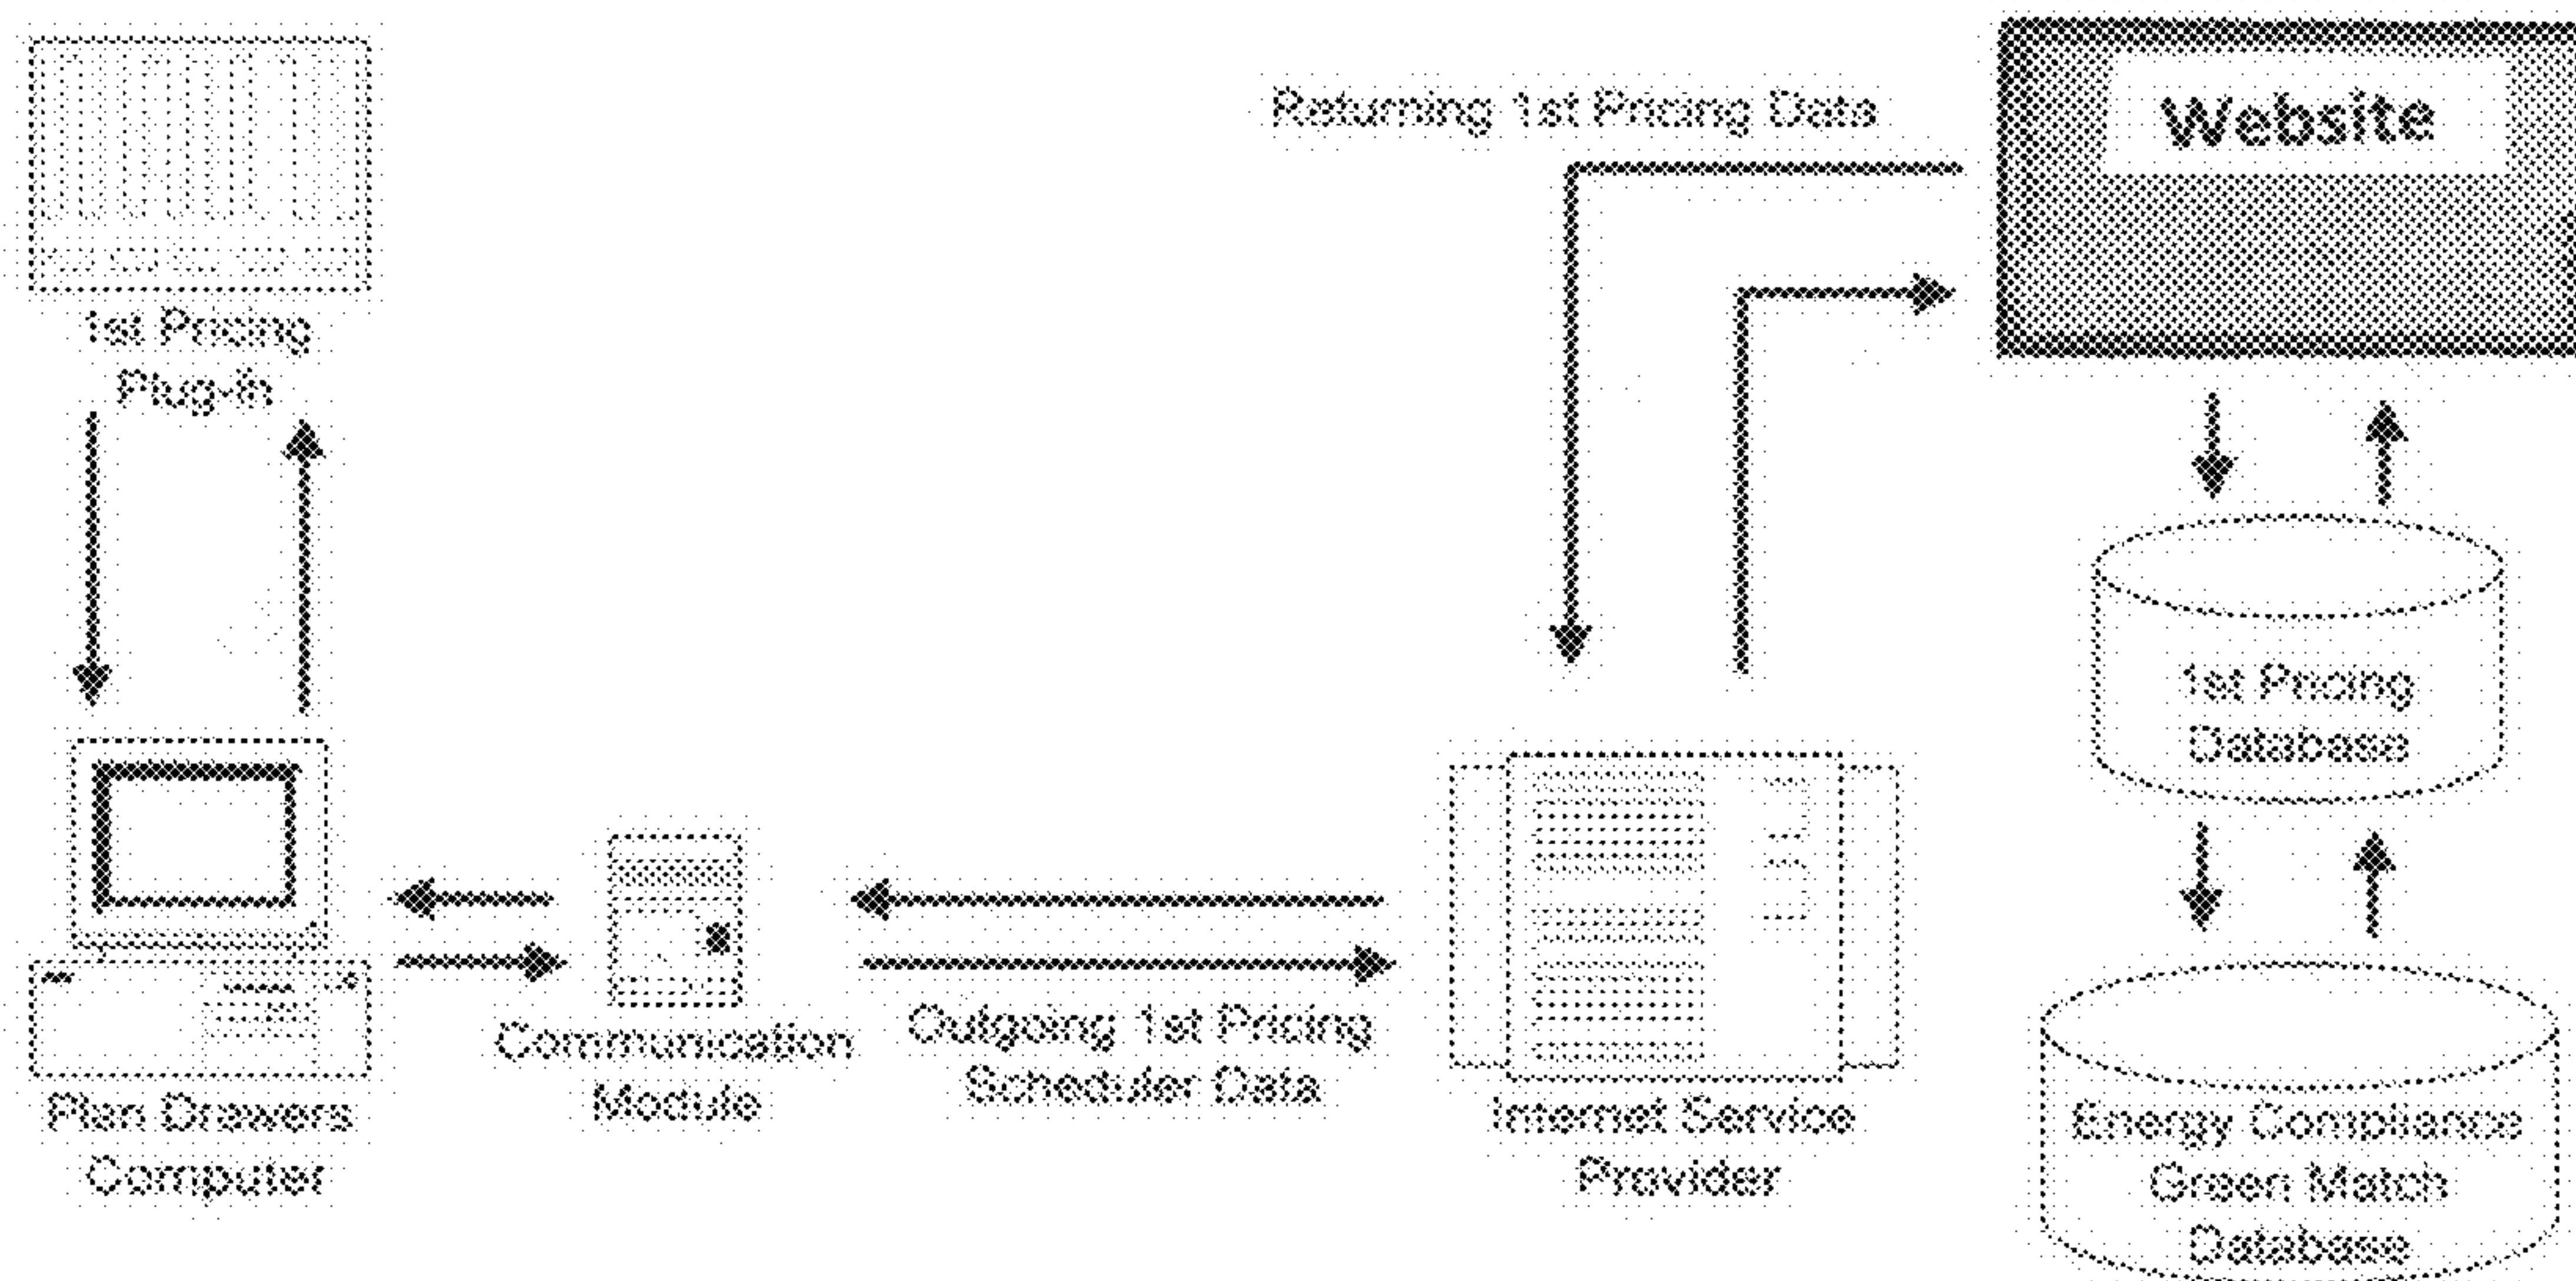 Returning 1st Pricing Data
Website
1st Pricing
Plug-in
1st Pricing
Database
Communication
Module
Outgoing 1st Pricing
Scheduler Data
Plan Drawers
Computer
Internet Service
Provider
Energy Compliance
Green Match
Database